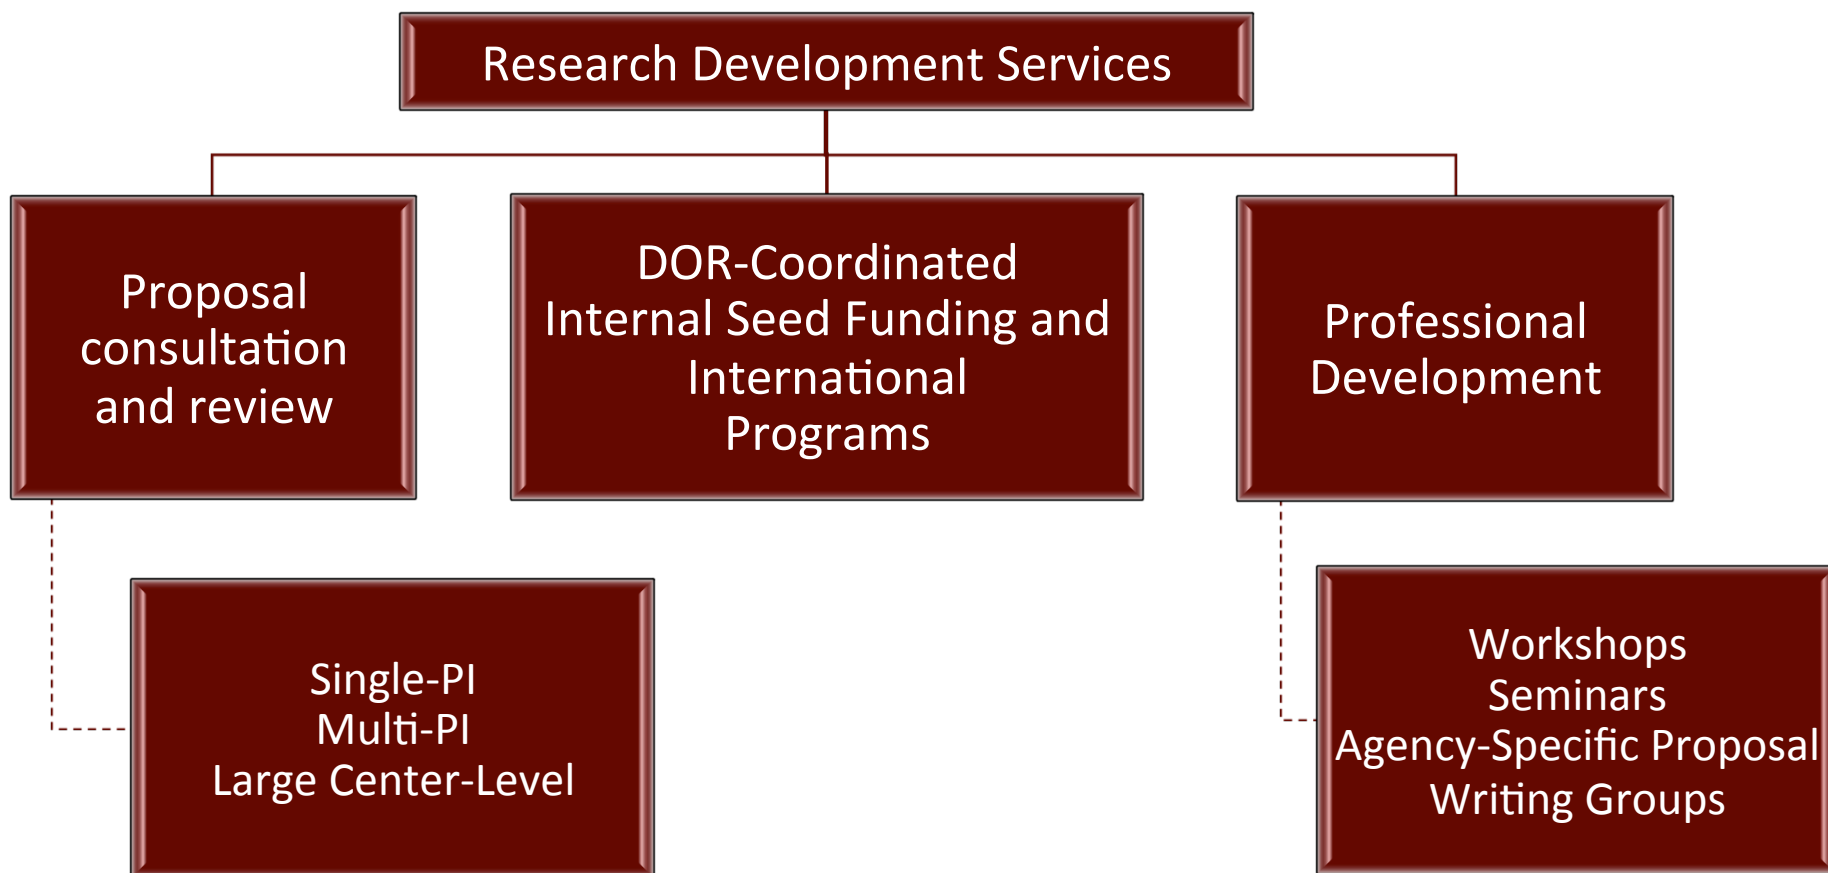 Research Development Services
Proposal
consultation
and review
DOR-Coordinated
Internal Seed Funding and
International
Programs
Professional
Development
Single-PI
Multi-PI
Large Center-Level
Workshops
Seminars
Agency-Specific Proposal
Writing Groups